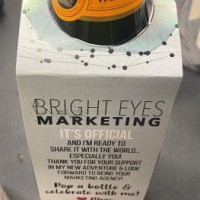 BRIGHT EYES
MARKETING
IT'S OFFICIAL
AND I'M READY TO
SHARE IT WITH THE WORLD...
ESPECIALLY YOU!
THANK YOU FOR YOUR SUPPORT
IN MY NEW ADVENTURE & LOOK
FORWARD TO BEING YOUR
MARKETING AGENCY!
Pop a bottle &
celebrate with me!